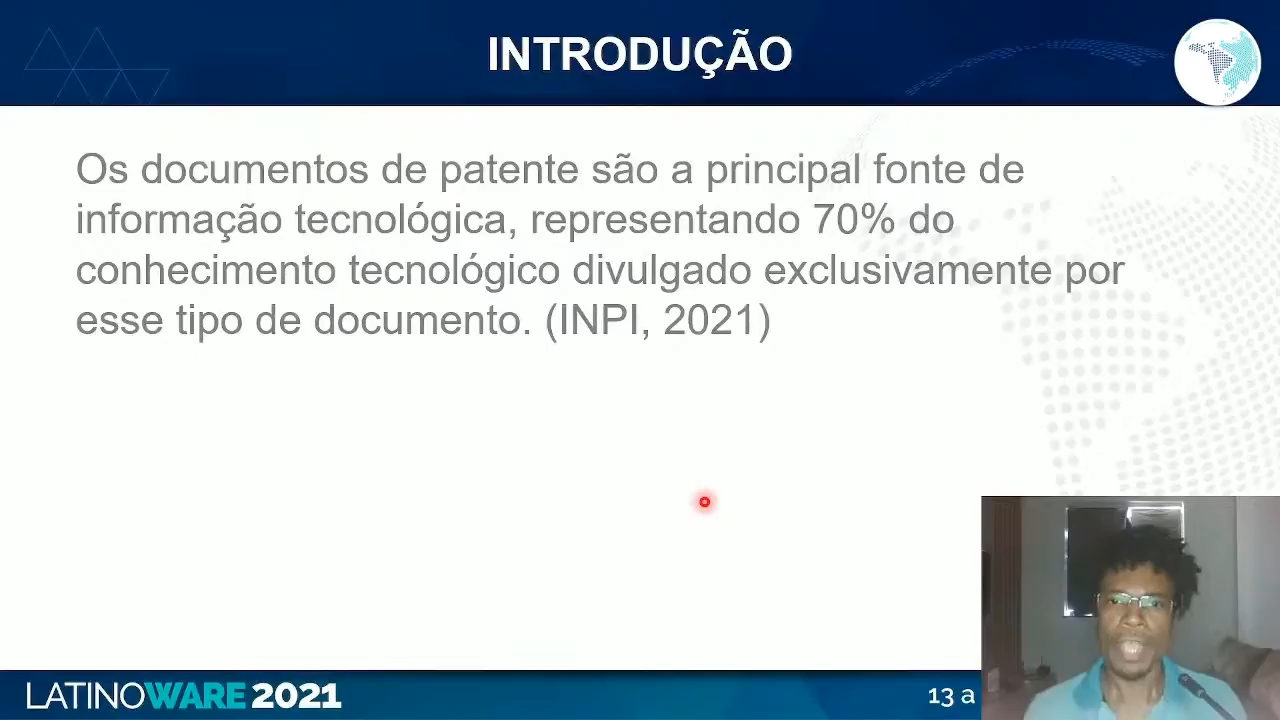 INTRODUÇÃO
Os documentos de patente são a principal fonte de
informação tecnológica, representando 70% do
conhecimento tecnológico divulgado exclusivamente por
esse tipo de documento. (INPI, 2021)
LATINOWARE 2021
13 a